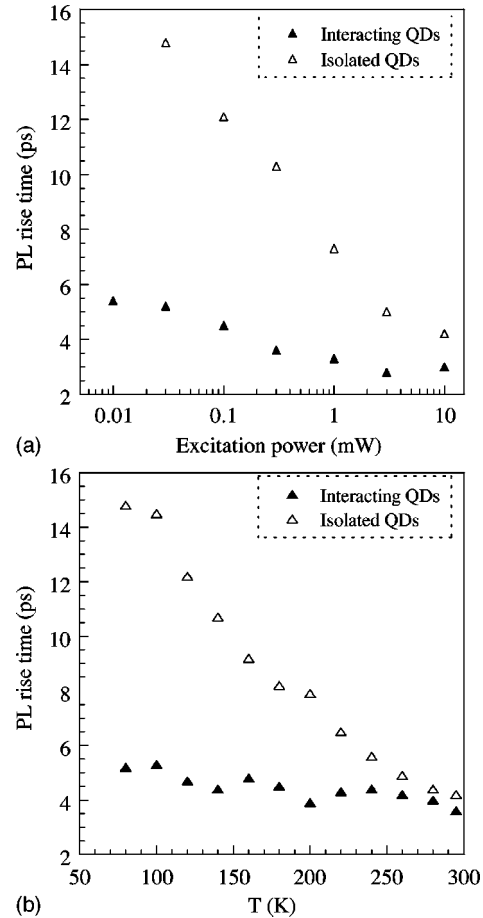 16
14
12
10
8
6
4
2
PL rise time (ps)
Interacting QDs
Isolated QDs
0.01 0.1 1 10
(a) Excitation power (mW)
16
14
12
10
8
6
4
2
PL rise time (ps)
Interacting QDs
Isolated QDs
50 100 150 200 250 300
(b) T (K)